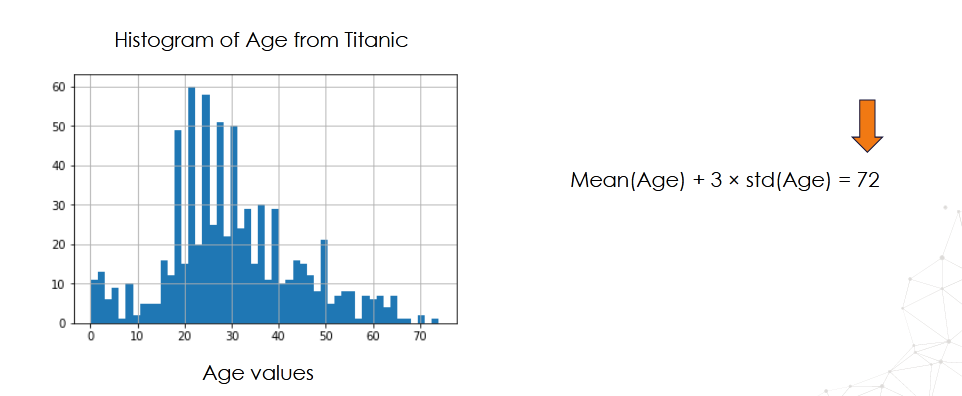 Histogram of Age from Titanic
60
50
40
30
20
10
0
0 10 20 30 40 50 60 70
Age values
Mean(Age) + 3 × std(Age) = 72